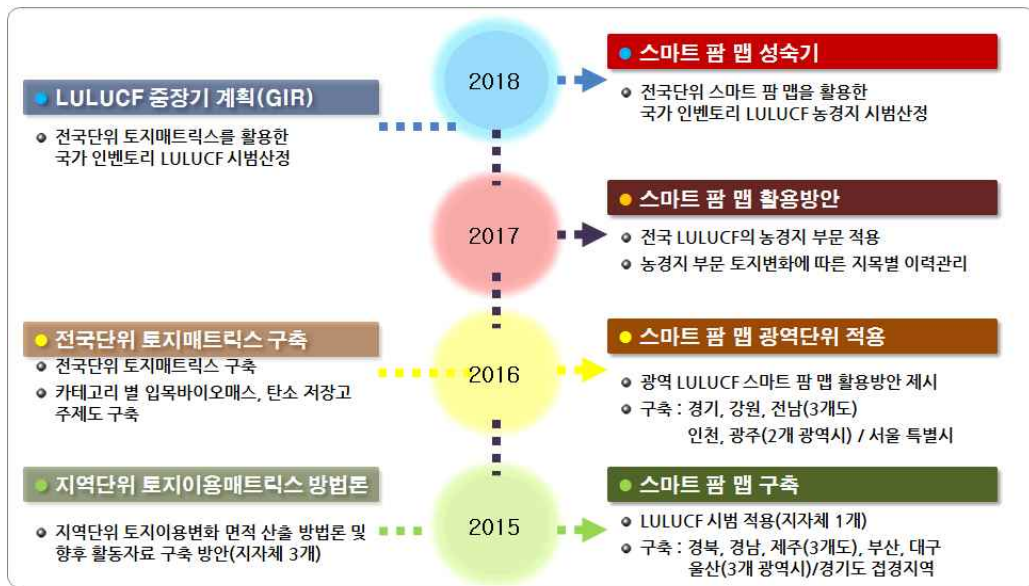 2018
스마트 팜 맵 성숙기
전국단위 스마트 팜 맵을 활용한
국가 인벤토리 LULUCF 농경지 시범산정
LULUCF 중장기 계획(GIR)
전국단위 토지매트릭스를 활용한
국가 인벤토리 LULUCF 시범산정
2017
스마트 팜 맵 활용방안
전국 LULUCF의 농경지 부문 적용
농경지 부문 토지변화에 따른 지목별 이력관리
전국단위 토지매트릭스 구축
전국단위 토지매트릭스 구축
카테고리 별 입목바이오매스, 탄소 저장고
주제도 구축
2016
스마트 팜 맵 광역단위 적용
광역 LULUCF 스마트 팜 맵 활용방안 제시
구축 : 경기, 강원, 전남(3개도)
인천, 광주(2개 광역시) / 서울 특별시
지역단위 토지이용매트릭스 방법론
지역단위 토지이용변화 면적 산출 방법론 및
향후 활동자료 구축 방안(지자체 3개)
2015
스마트 팜 맵 구축
LULUCF 시범 적용(지자체 1개)
구축 : 경북, 경남, 제주(3개도), 부산, 대구
울산(3개 광역시)/경기도 접경지역